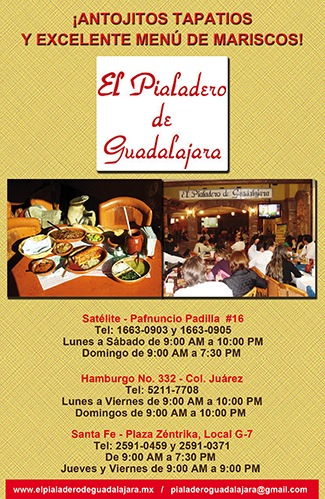 ¡ANTOJITOS TAPATIOS
Y EXCELENTE MENÚ DE MARISCOS!
El Pialadero
de
Guadalajara
El Pialadero de Guadalajara
Satélite - Pafnuncio Padilla #16
Tel: 1663-0903 y 1663-0905
Lunes a Sábado de 9:00 AM a 10:00 PM
Domingo de 9:00 AM a 7:30 PM
Hamburgo No. 332 - Col. Juárez
Tel: 5211-7708
Lunes a Viernes de 9:00 AM a 10:00 PM
Domingos de 9:00 AM a 10:00 PM
Santa Fe - Plaza Zéntrika, Local G-7
Tel: 2591-0459 y 2591-0371
De 9:00 AM a 7:30 PM
Jueves y Viernes de 9:00 AM a 9:00 PM
www.elpialaderodeguadalajara.mx / pialaderoguadalajara@gmail.com